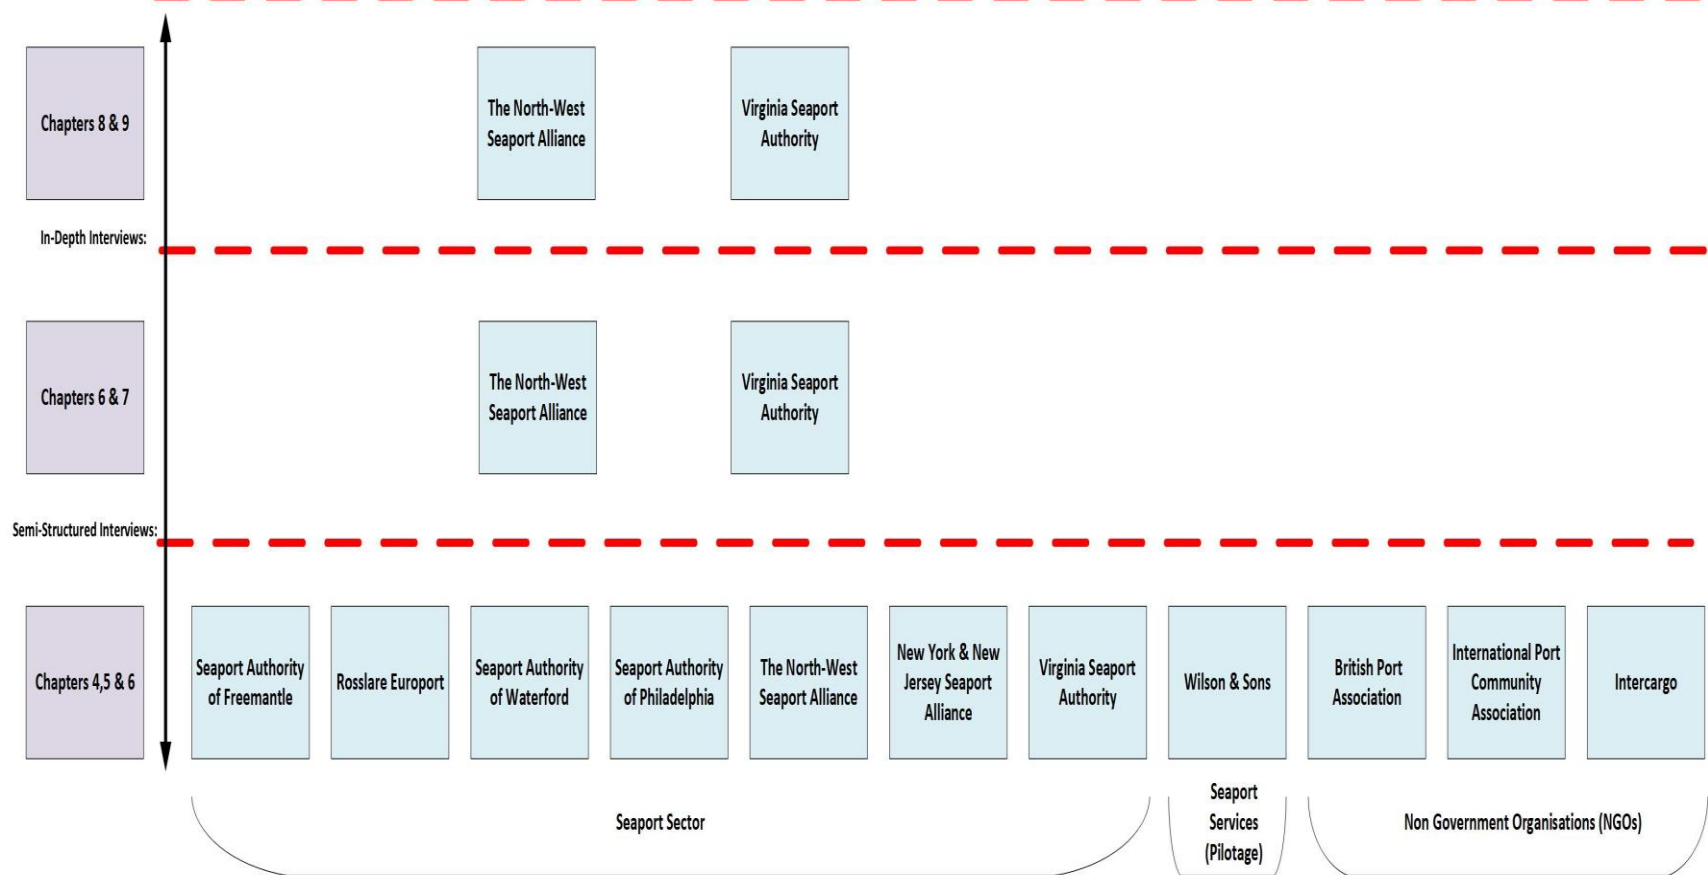 Chapters 8 & 9
The North-West
Seaport Alliance
Virginia Seaport
Authority
In-Depth Interviews:
Chapters 6 & 7
The North-West
Seaport Alliance
Virginia Seaport
Authority
Semi-Structured Interviews:
Chapters 4,5 & 6
Seaport Authority
of Freemantle
Rosslare Europort
Seaport Authority
of Waterford
Seaport Authority
of Philadelphia
The North-West
Seaport Alliance
New York & New
Jersey Seaport
Alliance
Virginia Seaport
Authority
Wilson & Sons
British Port
Association
International Port
Community
Association
Intercargo
Seaport Sector
Seaport
Services
(Pilotage)
Non Government Organisations (NGOs)